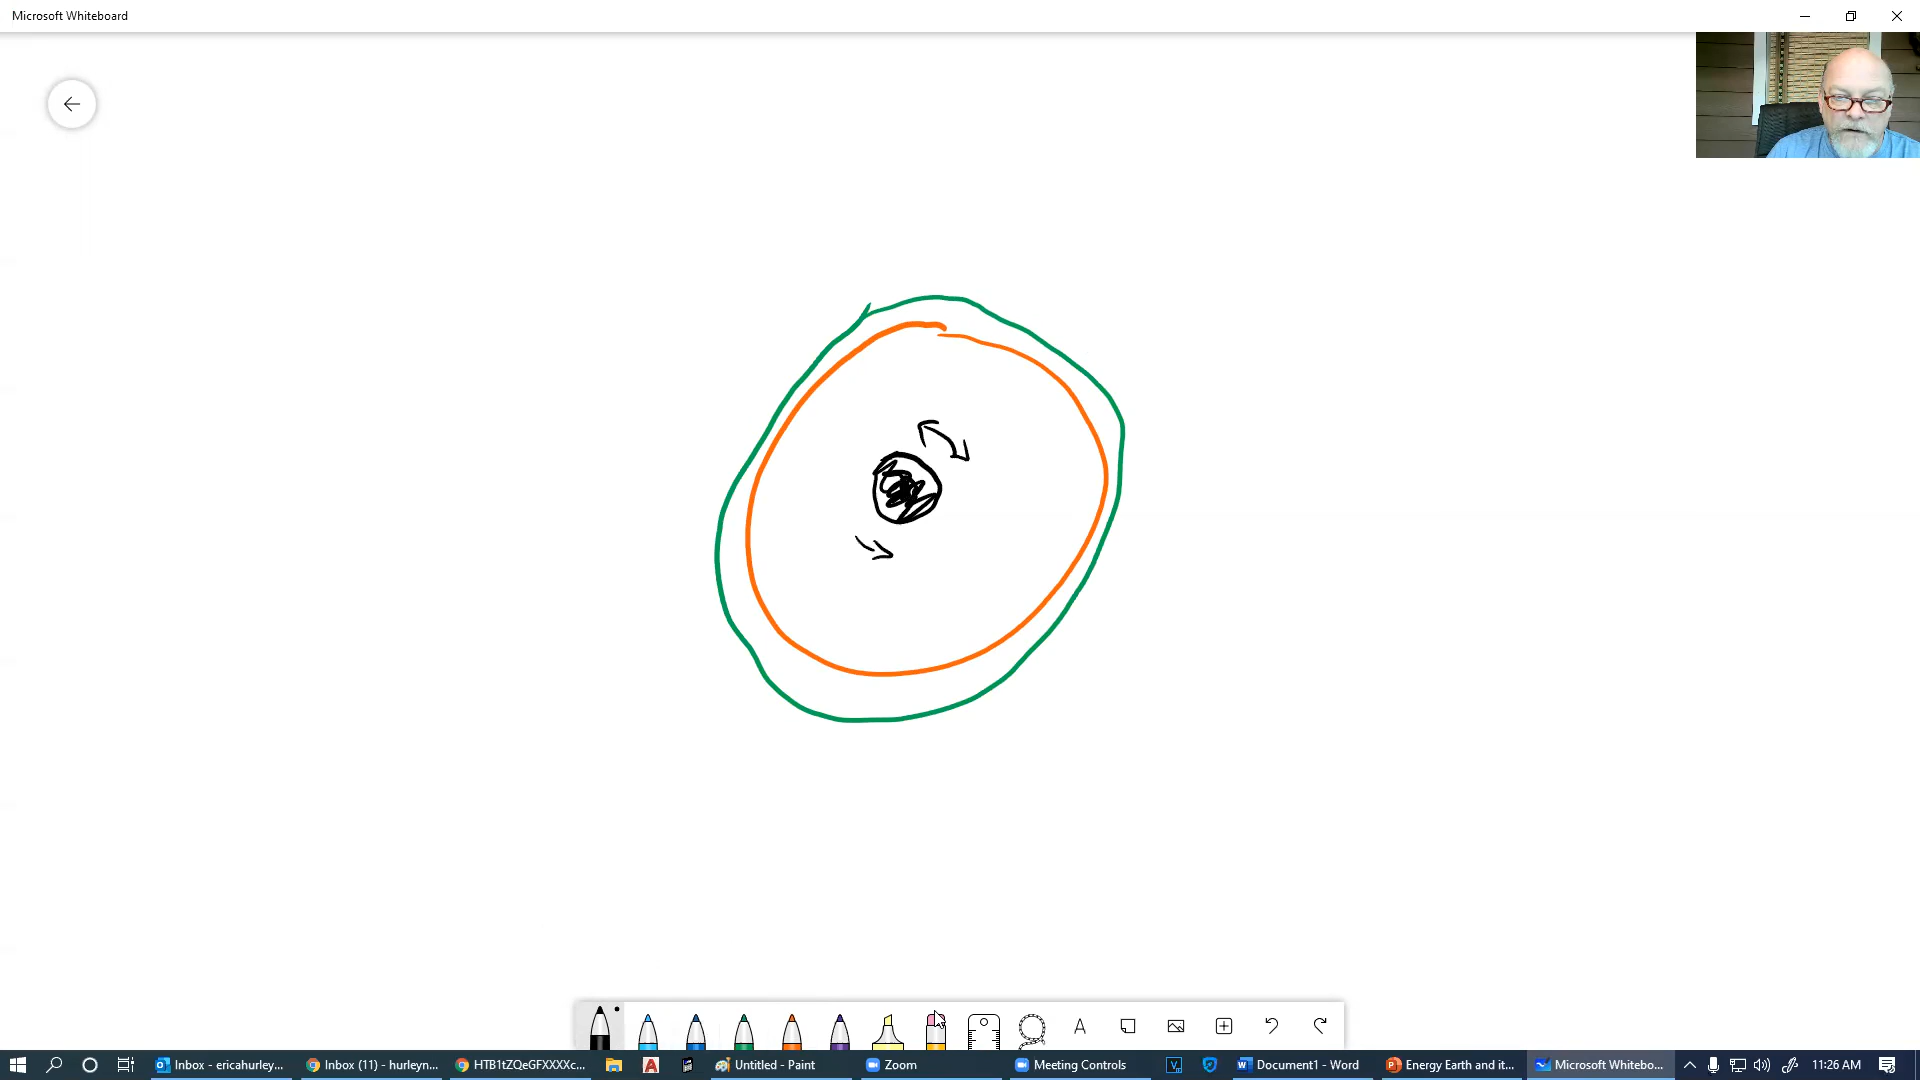 Microsoft Whiteboard
A
Inbox - ericahurley...
Inbox (11) - hurleyn...
HTB1tZQeGFXXXXc...
Untitled - Paint
Zoom
Meeting Controls
Document1 - Word
Energy Earth and it...
Microsoft Whitebo...
11:26 AM